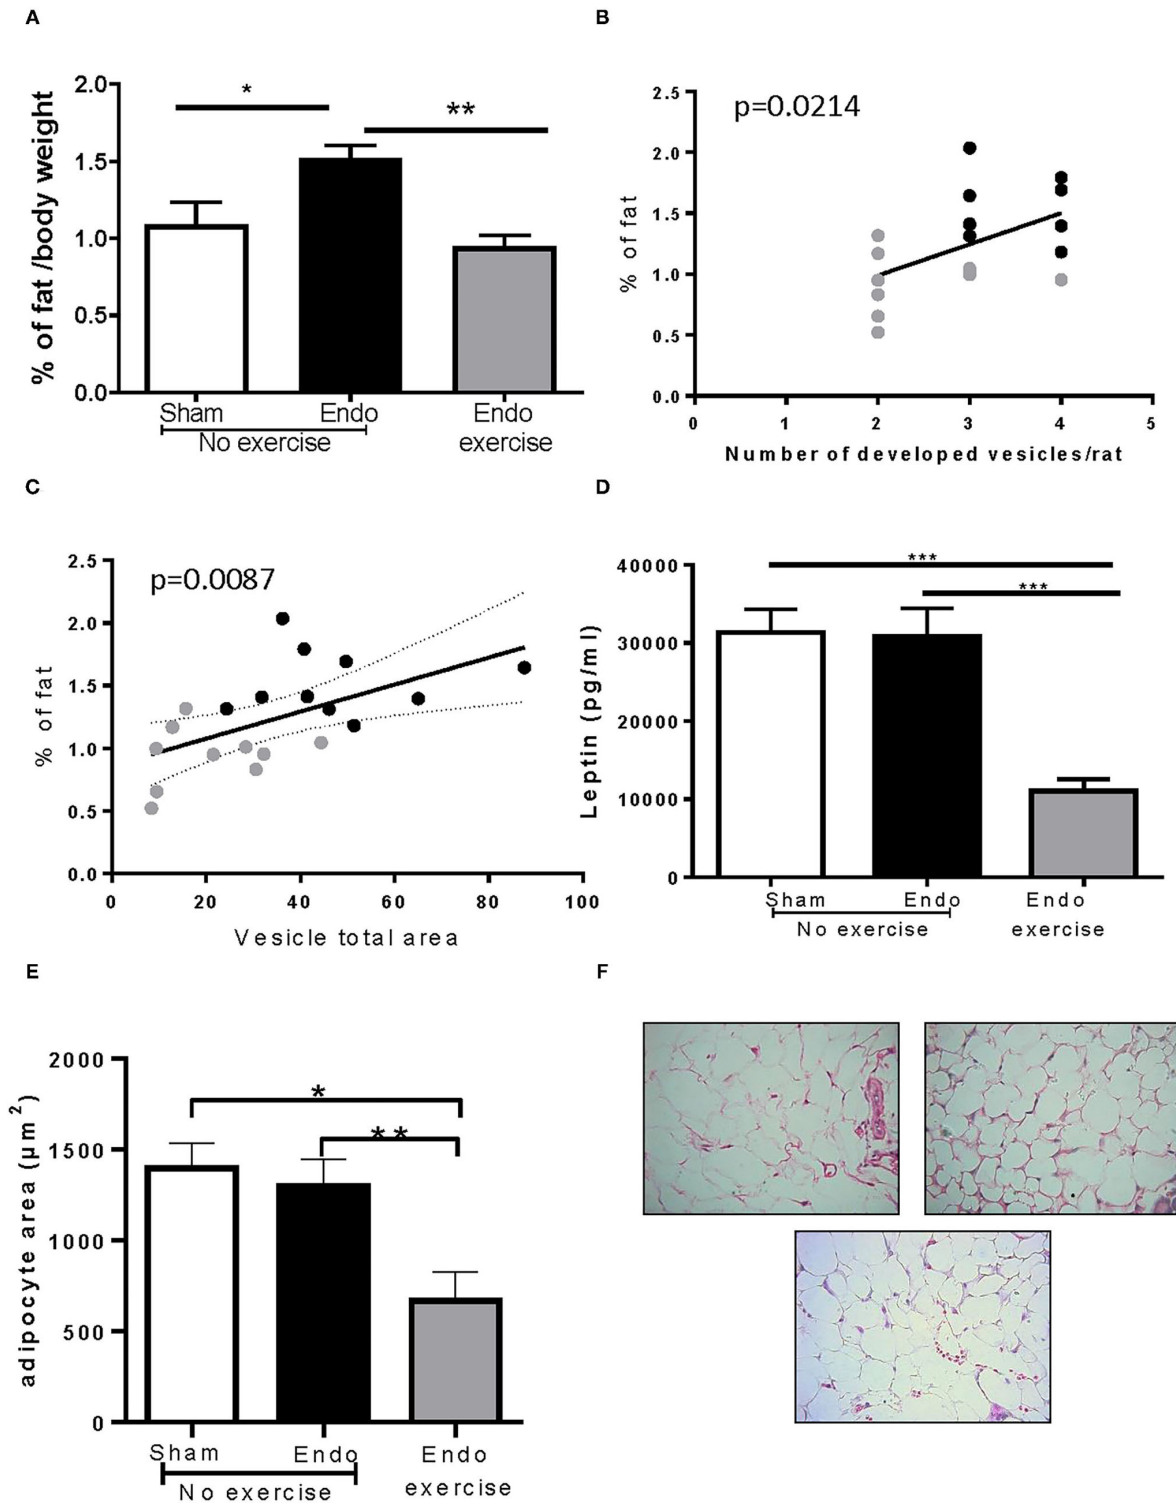 A
% of fat /body weight
2.0
1.5
1.0
0.5
0.0
*
**
Sham
Endo
Endo
No exercise
exercise
B
% of fat
2.5
2.0
1.5
1.0
0.5
0.0
p=0.0214
0
1
2
3
4
5
Number of developed vesicles/rat
C
% of fat
2.5
2.0
1.5
1.0
0.5
0.0
p=0.0087
0
20
40
60
80
100
Vesicle total area
D
Leptin (pg/ml)
40000
30000
20000
10000
0
***
***
Sham
Endo
Endo
No exercise
exercise
E
adipocyte area (µm²)
2000
1500
1000
500
0
*
**
Sham
Endo
Endo
No exercise
exercise
F